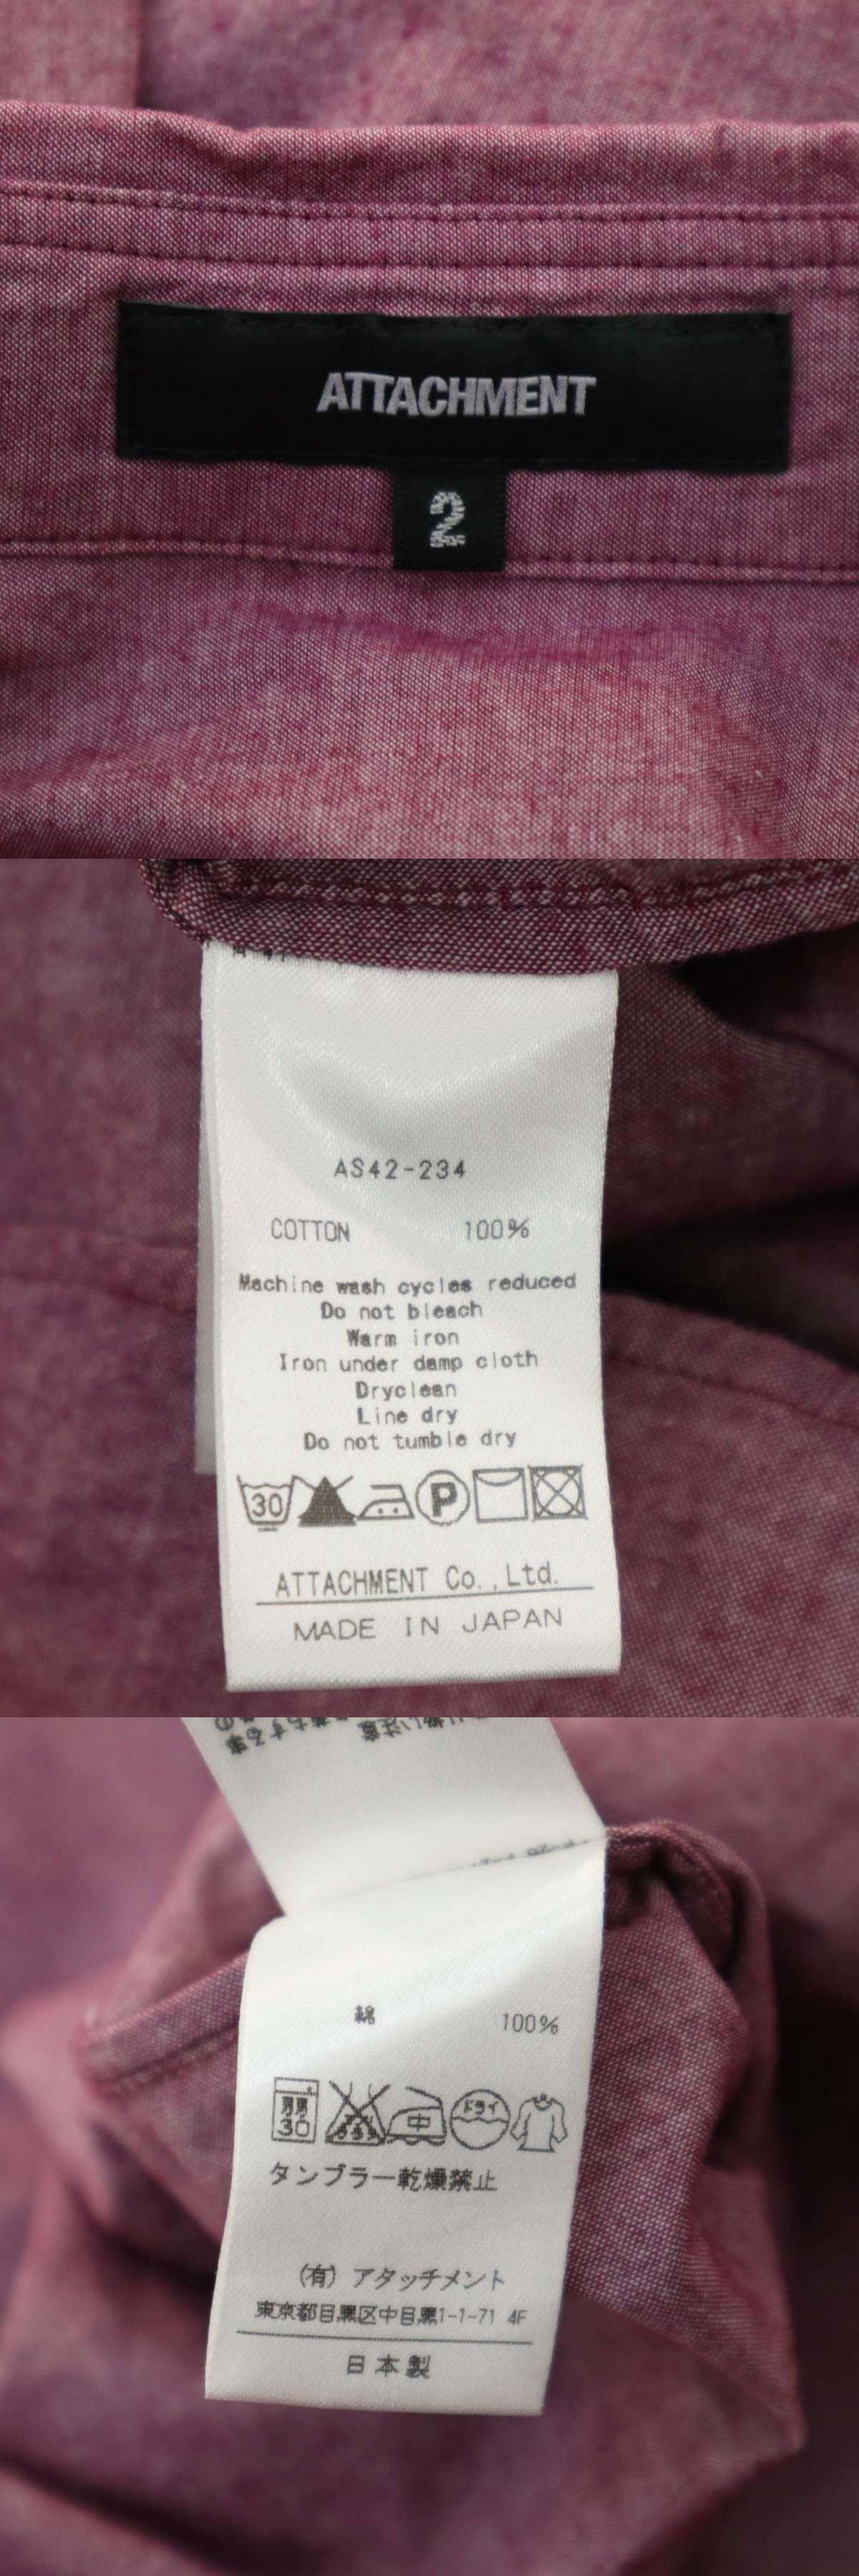 ATTACHMENT
2
AS42-234
COTTON 100%
Machine wash cycles reduced
Do not bleach
Warm iron
Iron under damp cloth
Dryclean
Line dry
Do not tumble dry
30 P
ATTACHMENT Co.,Ltd.
MADE IN JAPAN
綿 100%
弱 30 中 ドライ
タンブラー乾燥禁止
(有) アタッチメント
東京都目黒区中目黒1-1-71 4F
日本製